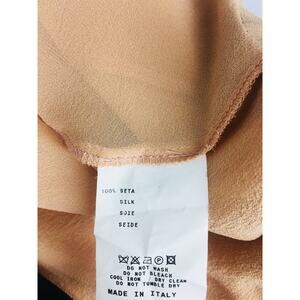 100% SETA
SILK
SOIE
SEIDE
DO NOT WASH
DO NOT BLEACH
COOL IRON / DRY CLEAN
DO NOT TUMBLE DRY
MADE IN ITALY